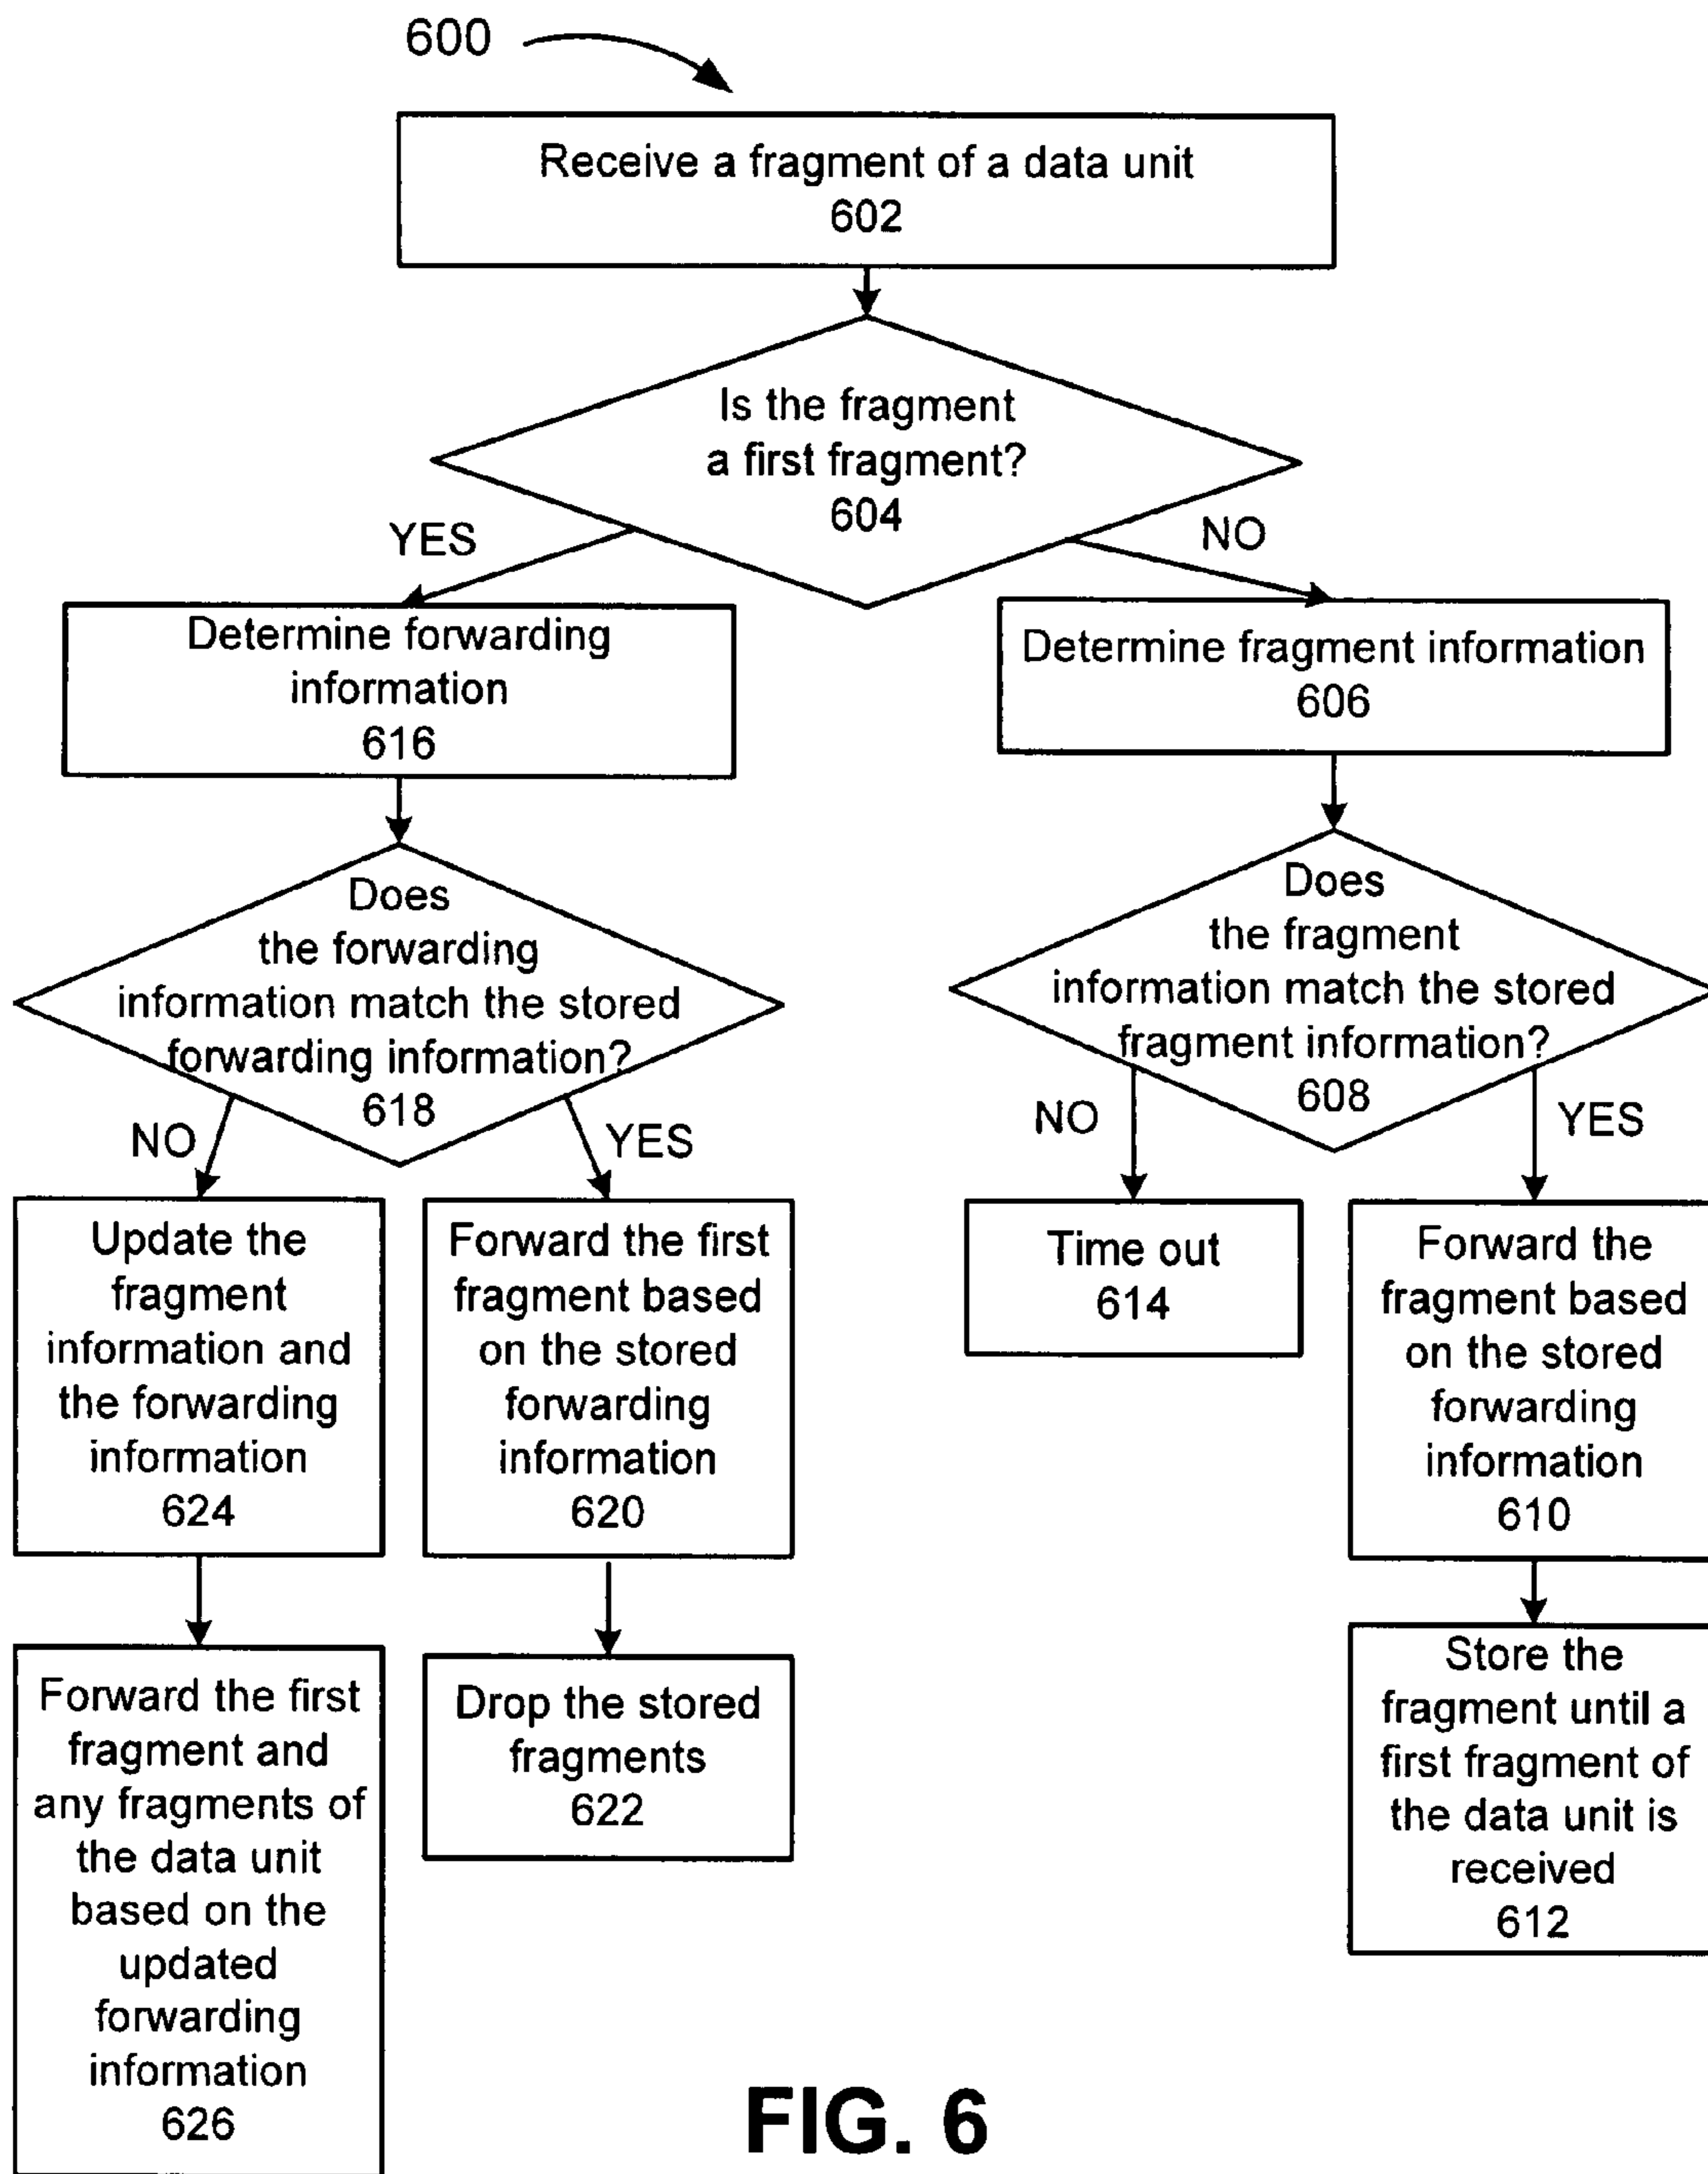 600
Receive a fragment of a data unit
602
Is the fragment
a first fragment?
604
YES
NO
Determine forwarding
information
616
Determine fragment information
606
Does
the forwarding
information match the stored
forwarding information?
618
Does
the fragment
information match the stored
fragment information?
608
NO
YES
NO
YES
Update the
fragment
information and
the forwarding
information
624
Forward the first
fragment based
on the stored
forwarding
information
620
Time out
614
Forward the
fragment based
on the stored
forwarding
information
610
Forward the first
fragment and
any fragments of
the data unit
based on the
updated
forwarding
information
626
Drop the stored
fragments
622
Store the
fragment until a
first fragment of
the data unit is
received
612
FIG. 6